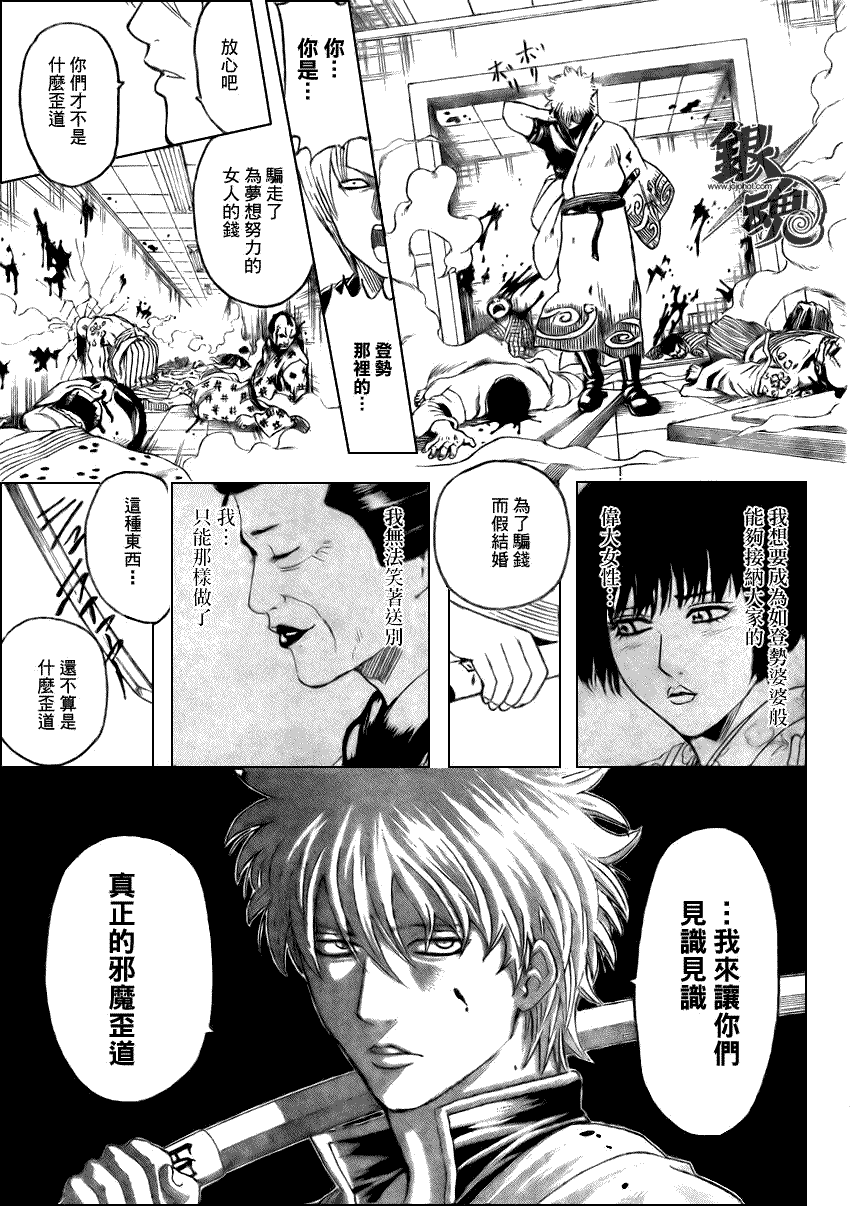 ボリ
ボリ
銀魂
www.jojohot.com
你…
你是…
登勢
那裡的…
放心吧
你們才不是
什麼歪道
騙走了
為夢想努力的
女人的錢
我想要成為如登勢婆婆般
能夠接納大家的
偉大女性…
為了騙錢
而假結婚
我無法笑著送別
我…
只能那樣做了
這種東西…
還不算是
什麼歪道
…我來讓你們
見識見識
真正的邪魔歪道